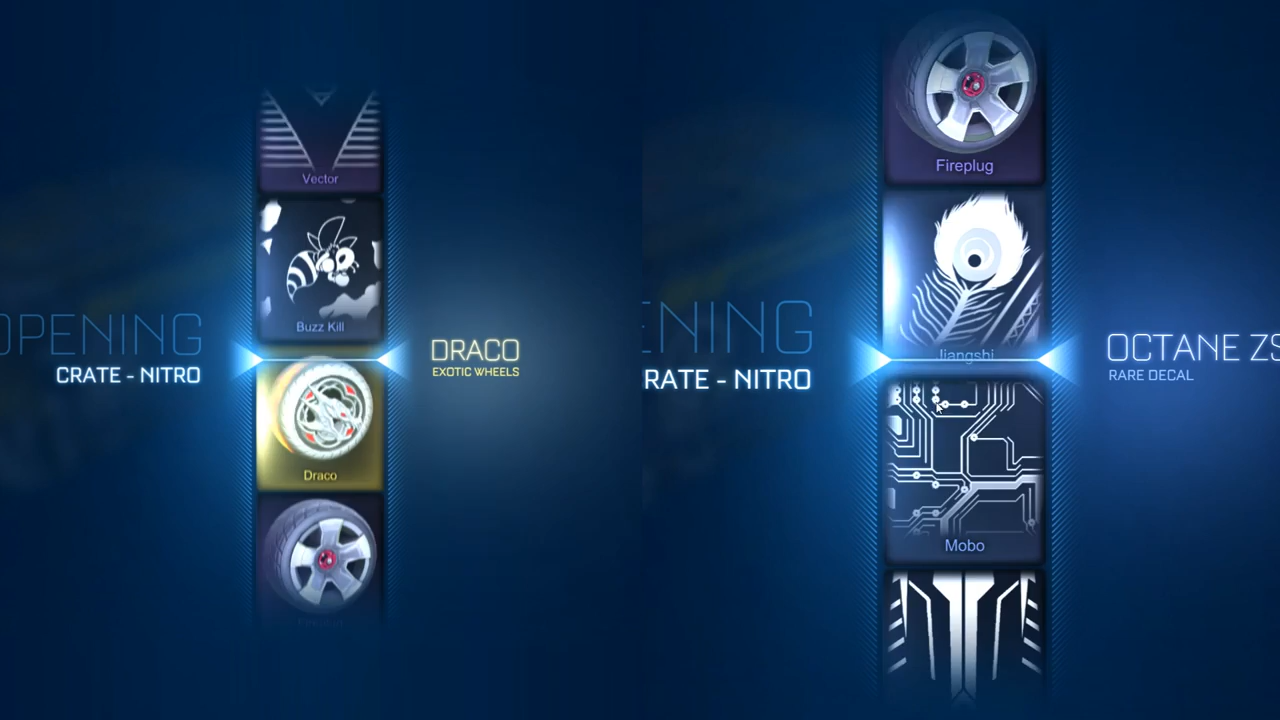 Vector
Buzz Kill
OPENING
CRATE - NITRO
DRACO
EXOTIC WHEELS
Draco
Fireplug
ENING
RATE - NITRO
Jiangshi
OCTANE ZS
RARE DECAL
Mobo